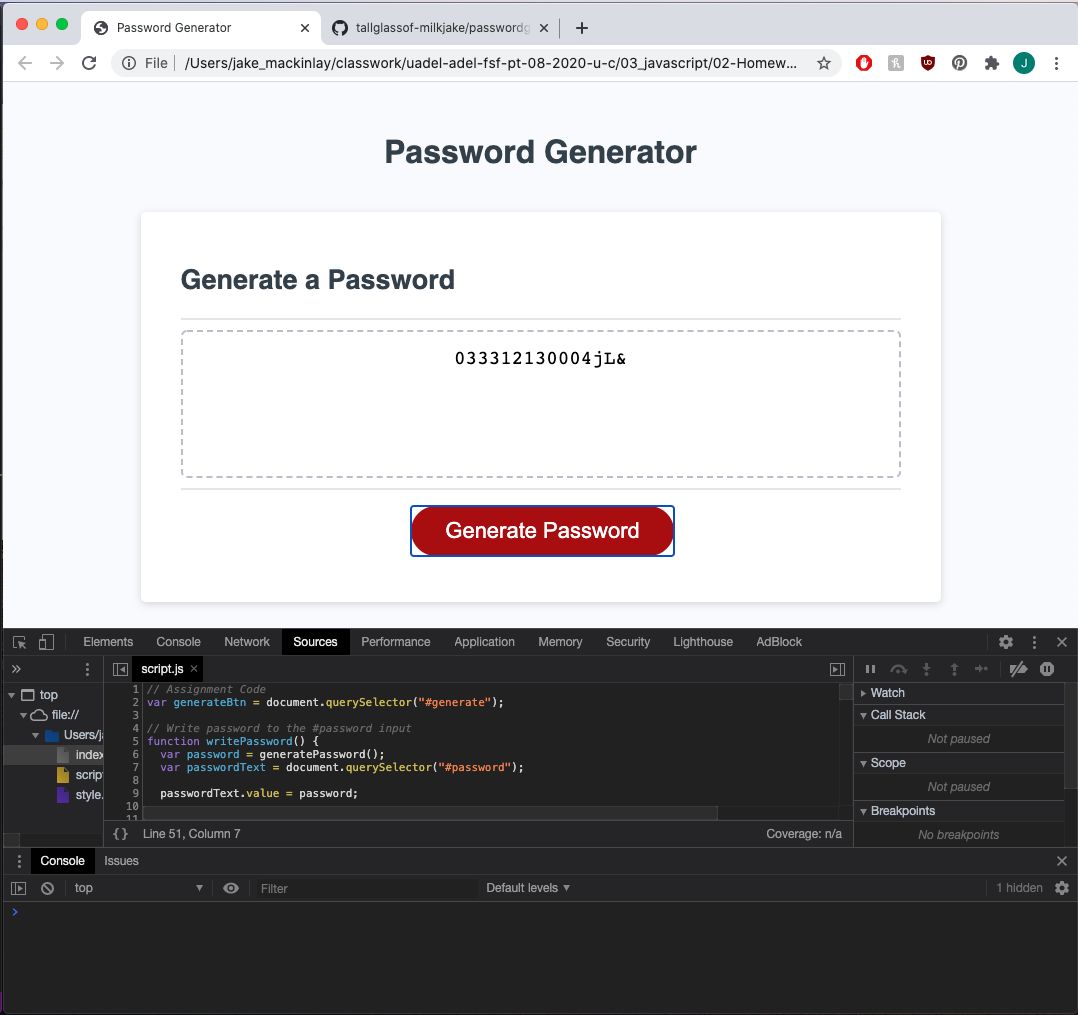 Password Generator
tallglassof-milkjake/passwordg
File
/Users/jake_mackinlay/classwork/uadel-adel-fsf-pt-08-2020-u-c/03_javascript/02-Homew...
J
Password Generator
Generate a Password
033312130004jL&
Generate Password
Elements Console Network Sources Performance Application Memory Security Lighthouse AdBlock
script.js
top
file://
Users/j
index
script
style.
1 // Assignment Code
2 var generateBtn = document.querySelector("#generate");
3
4 // Write password to the #password input
5 function writePassword() {
6 var password = generatePassword();
7 var passwordText = document.querySelector("#password");
8
9 passwordText.value = password;
10
11
{} Line 51, Column 7 Coverage: n/a
Watch
Call Stack
Not paused
Scope
Not paused
Breakpoints
No breakpoints
Console Issues
top Filter Default levels 1 hidden